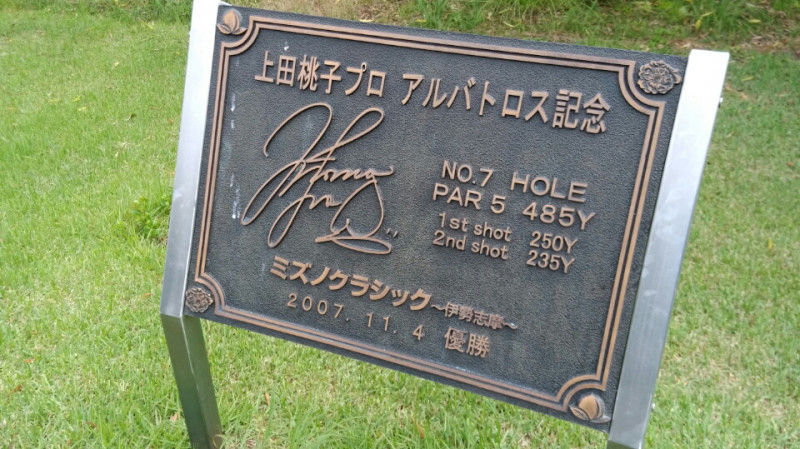 上田桃子プロ アルバトロス記念
NO.7 HOLE
PAR 5 485Y
1st shot 250Y
2nd shot 235Y
ミズノクラシック～伊勢志摩～
2007.11.4 優勝